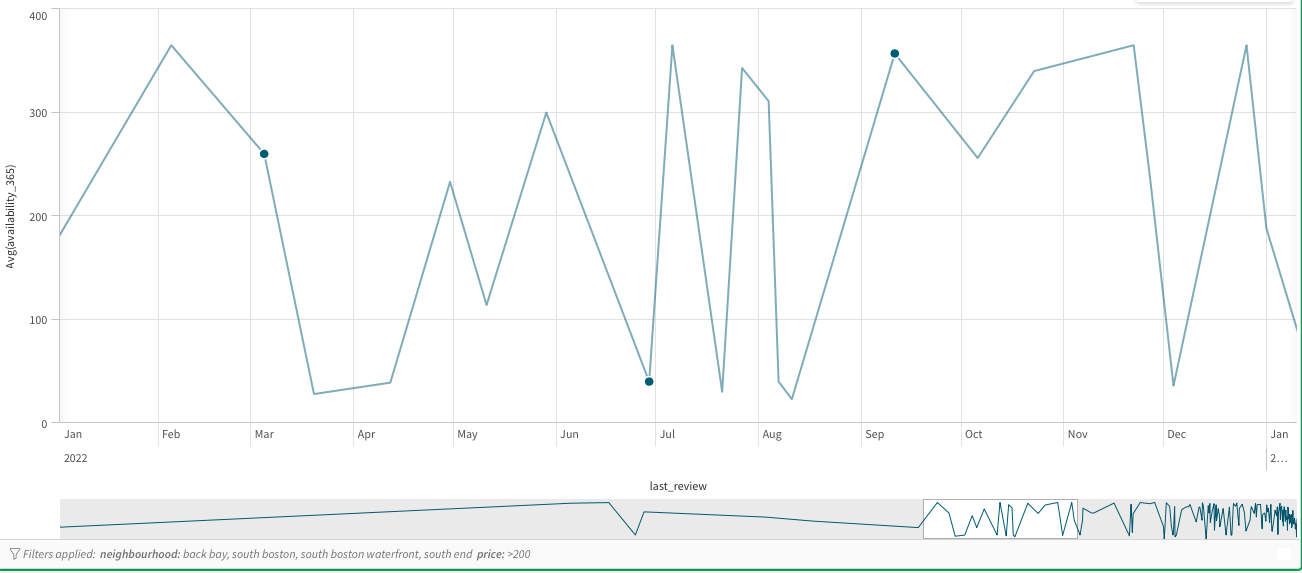 400
300
200
100
0
Avg(availability_365)
Jan Feb Mar Apr May Jun Jul Aug Sep Oct Nov Dec Jan
2022 2...
last_review
Filters applied: neighbourhood: back bay, south boston, south boston waterfront, south end price: >200